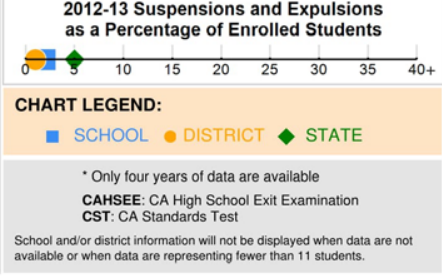 2012-13 Suspensions and Expulsions
as a Percentage of Enrolled Students
0 5 10 15 20 25 30 35 40+
CHART LEGEND:
SCHOOL DISTRICT STATE
* Only four years of data are available
CAHSEE: CA High School Exit Examination
CST: CA Standards Test
School and/or district information will not be displayed when data are not
available or when data are representing fewer than 11 students.